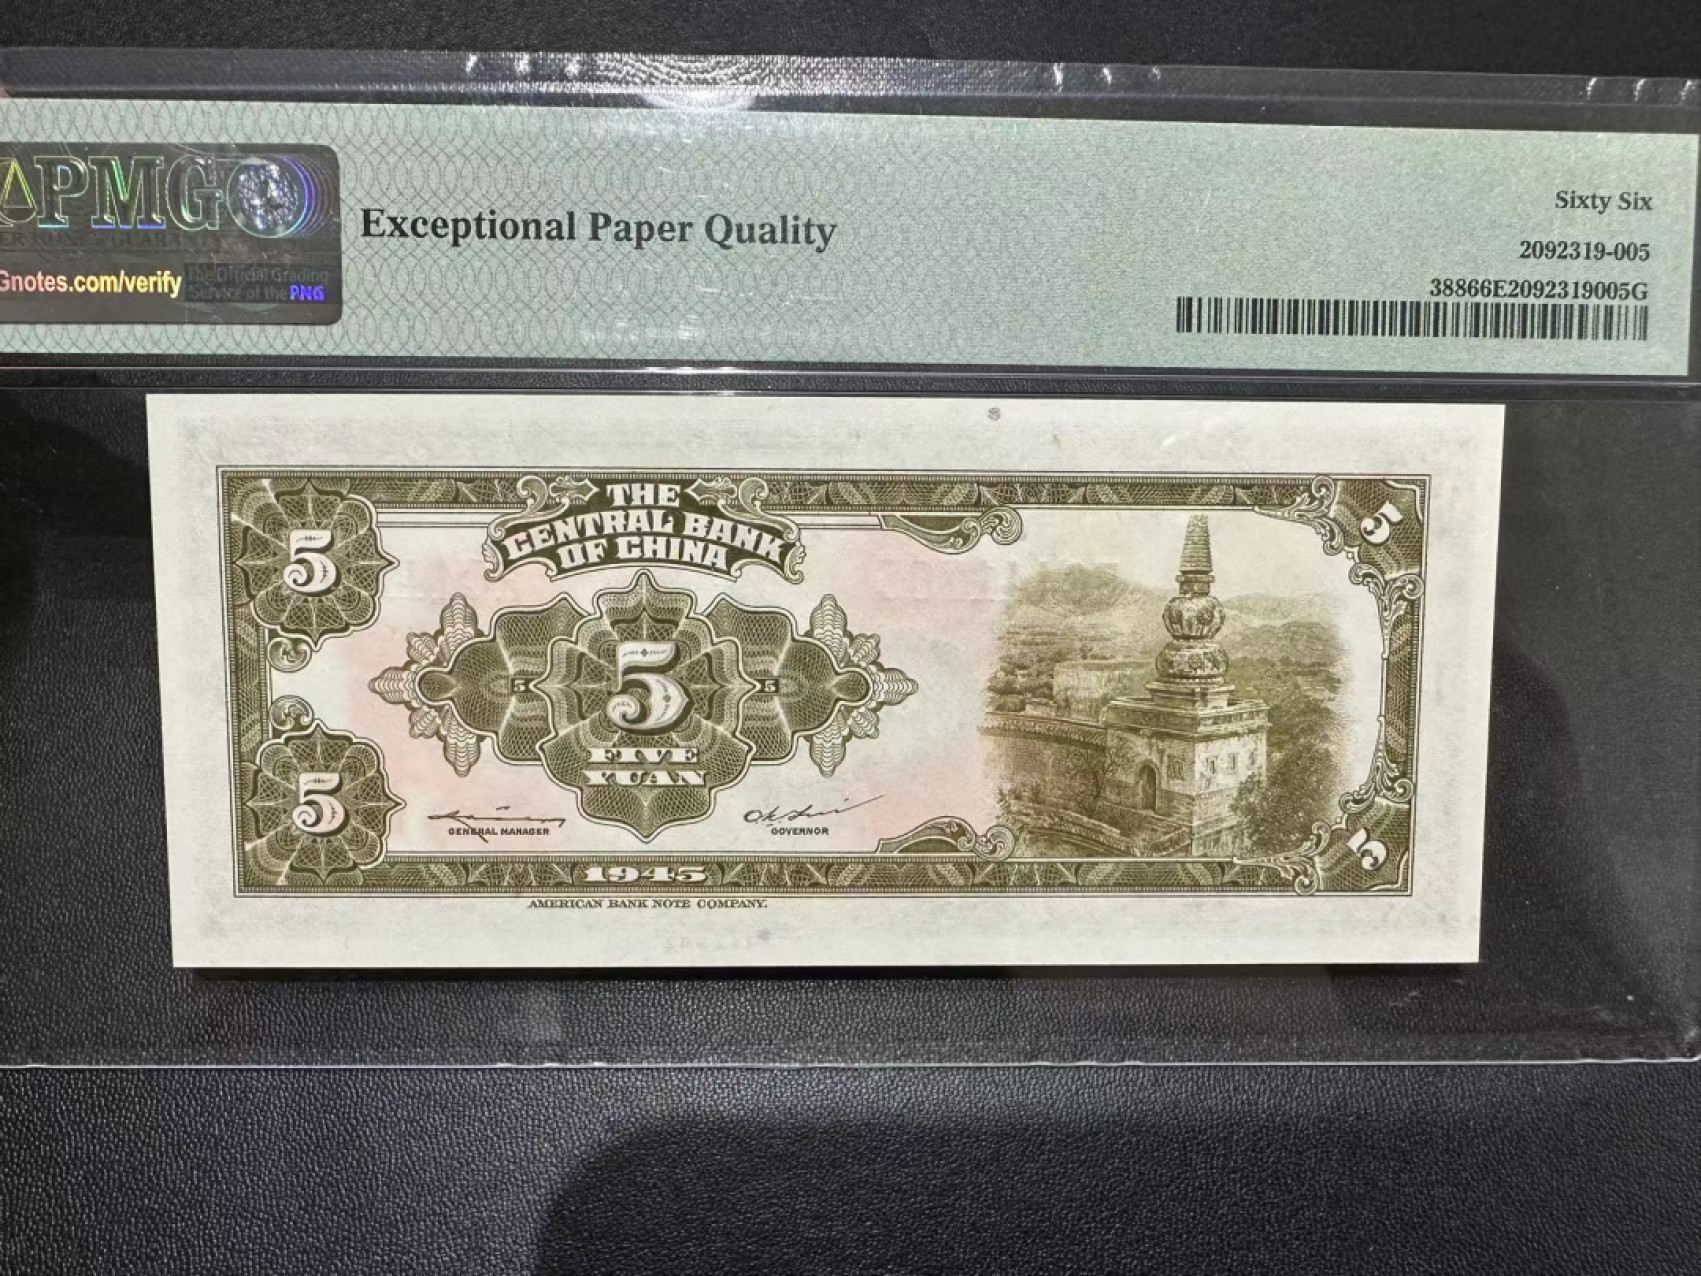 PMG
Gnotes.com/verify
The Official Grading
Service of the PNG
Exceptional Paper Quality
Sixty Six
2092319-005
38866E2092319005G
THE
CENTRAL BANK
OF CHINA
5
5
5
5
5
FIVE
YUAN
5
5
GENERAL MANAGER
GOVERNOR
5
1945
AMERICAN BANK NOTE COMPANY.